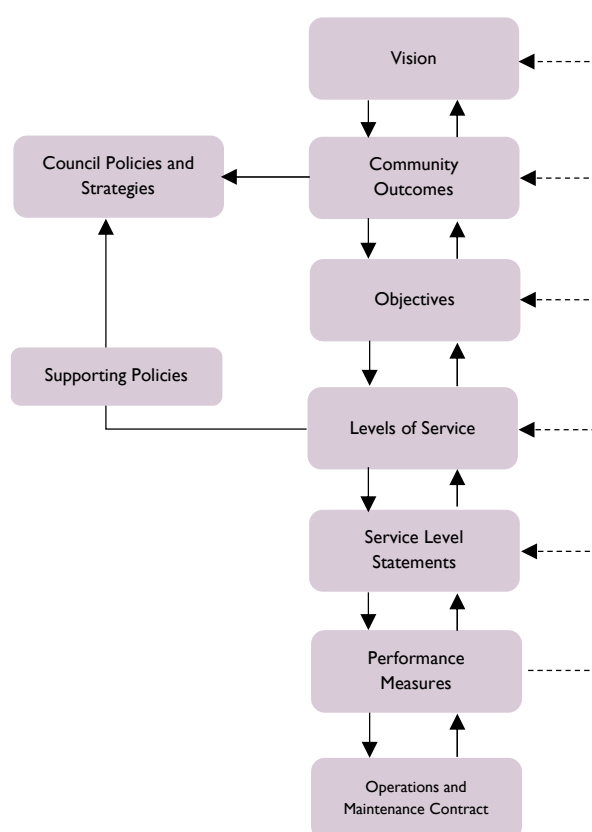 Vision
Council Policies and
Strategies
Community
Outcomes
Objectives
Supporting Policies
Levels of Service
Service Level
Statements
Performance
Measures
Operations and
Maintenance Contract